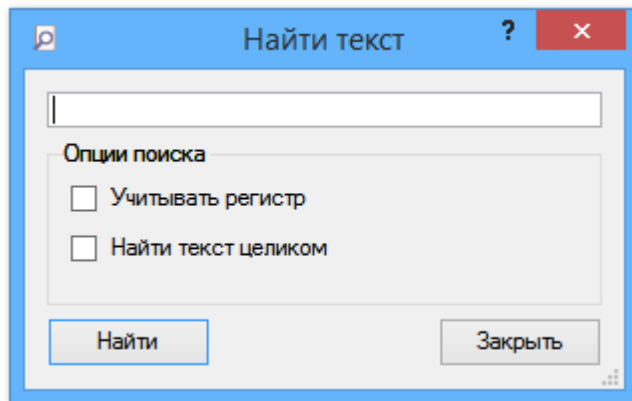 Найти текст
?
Опции поиска
Учитывать регистр
Найти текст целиком
Найти
Закрыть